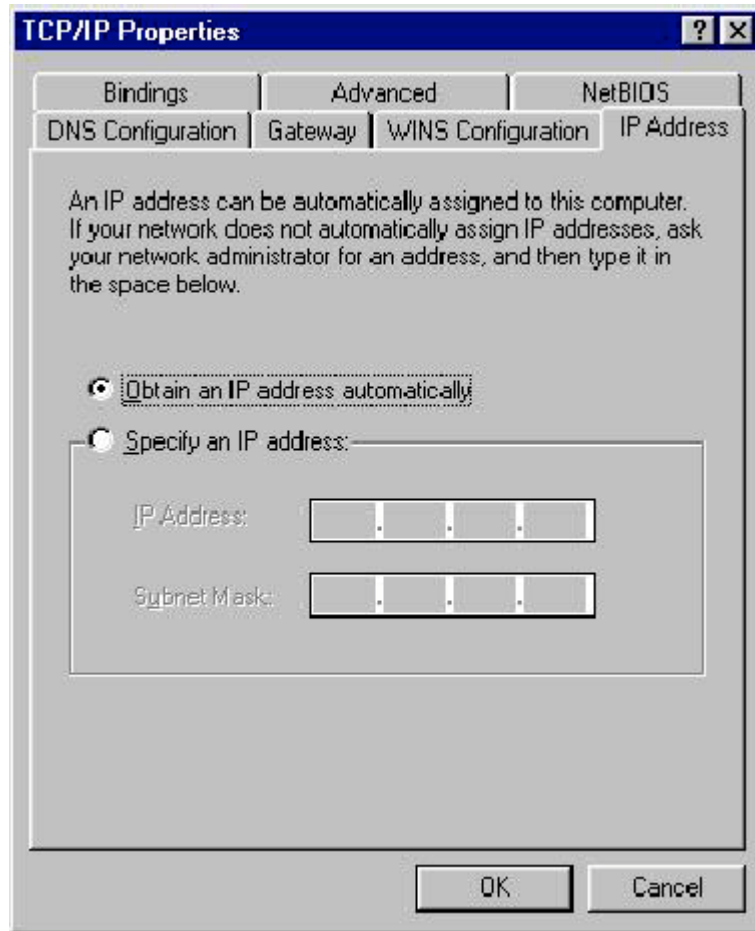 TCP/IP Properties
? X
Bindings Advanced NetBIOS
DNS Configuration Gateway WINS Configuration IP Address
An IP address can be automatically assigned to this computer.
If your network does not automatically assign IP addresses, ask
your network administrator for an address, and then type it in
the space below.
Obtain an IP address automatically
Specify an IP address:
IP Address:
. . .
Subnet Mask:
. . .
OK Cancel